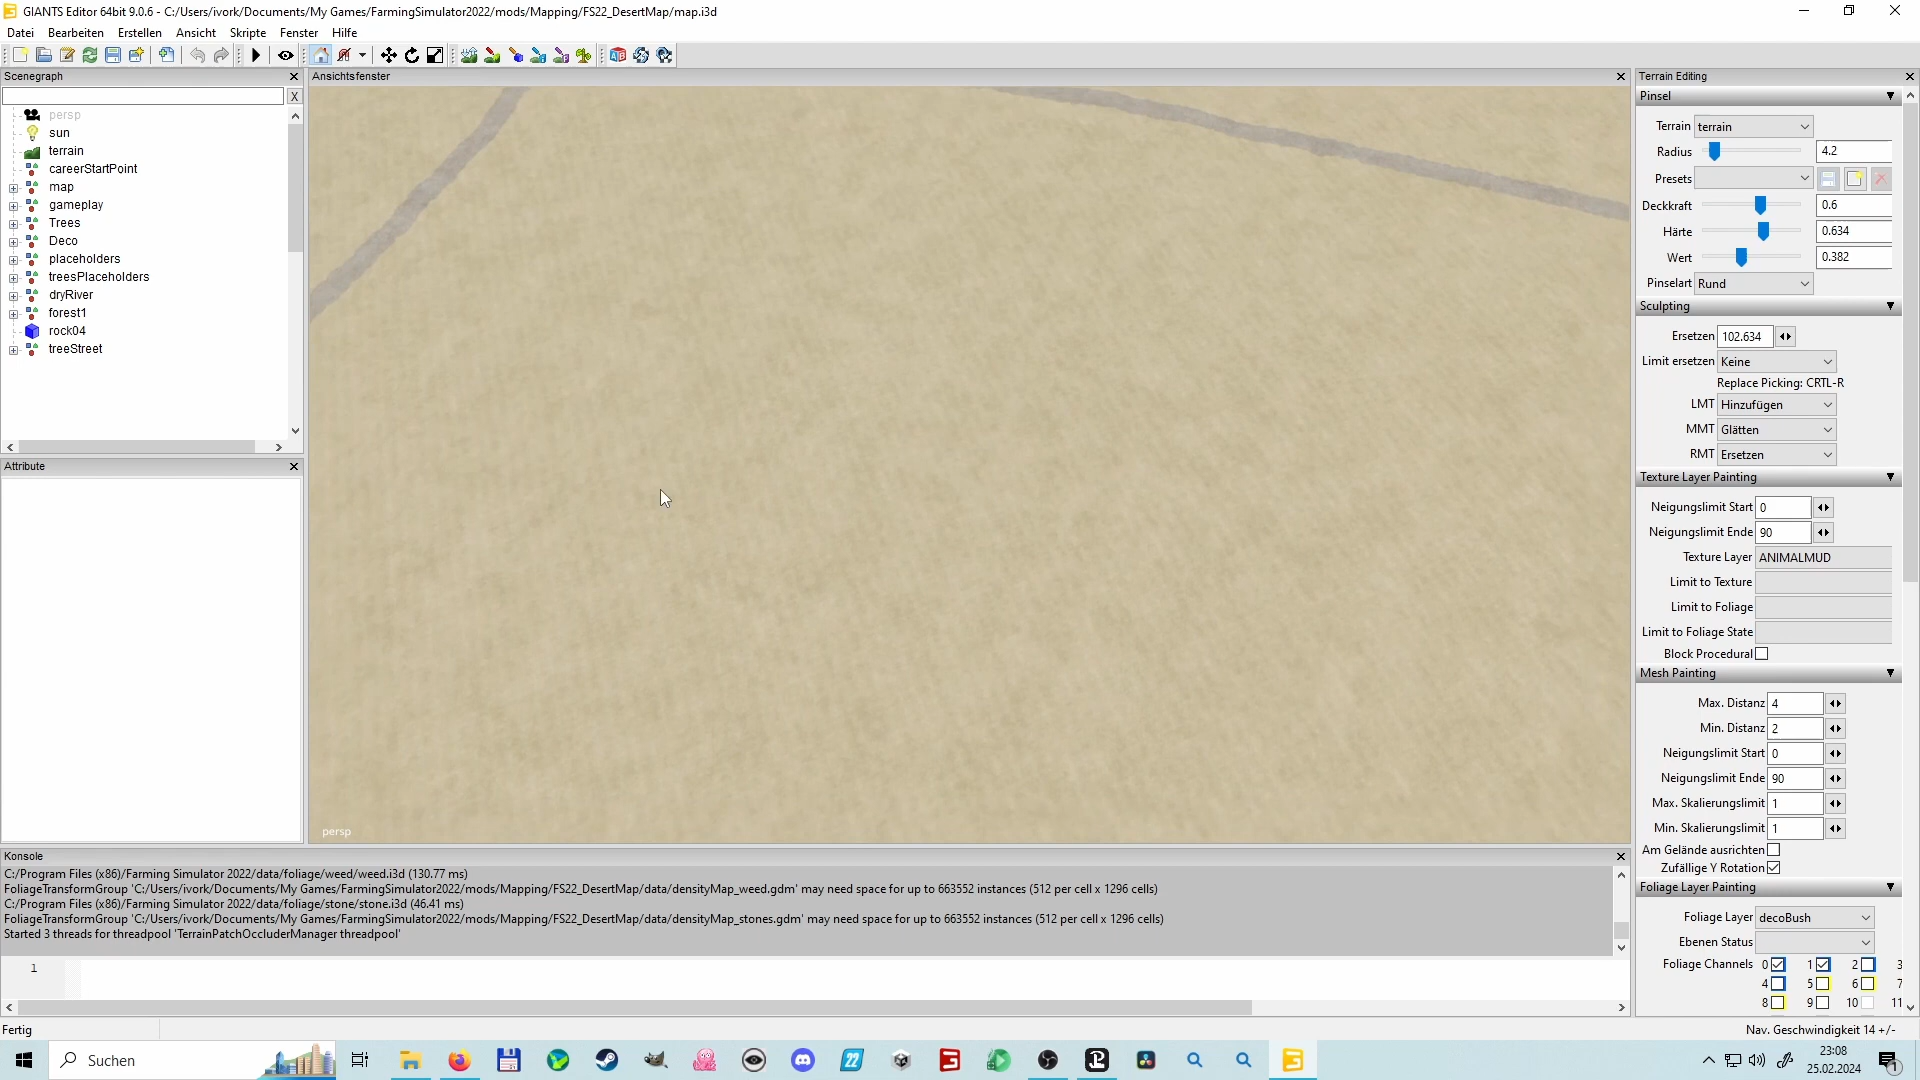 GIANTS Editor 64bit 9.0.6 - C:/Users/ivork/Documents/My Games/FarmingSimulator2022/mods/Mapping/FS22_DesertMap/map.i3d
Datei Bearbeiten Erstellen Ansicht Skripte Fenster Hilfe
Scenegraph
X
persp
sun
terrain
careerStartPoint
map
gameplay
Trees
Deco
placeholders
treesPlaceholders
dryRiver
forest1
rock04
treeStreet
Attribute
Ansichtsfenster
persp
Terrain Editing
Pinsel
Terrain terrain
Radius 4.2
Presets
Deckkraft 0.6
Härte 0.634
Wert 0.382
Pinselart Rund
Sculpting
Ersetzen 102.634
Limit ersetzen Keine
Replace Picking: CRTL-R
LMT Hinzufügen
MMT Glätten
RMT Ersetzen
Texture Layer Painting
Neigungslimit Start 0
Neigungslimit Ende 90
Texture Layer ANIMALMUD
Limit to Texture
Limit to Foliage
Limit to Foliage State
Block Procedural
Mesh Painting
Max. Distanz 4
Min. Distanz 2
Neigungslimit Start 0
Neigungslimit Ende 90
Max. Skalierungslimit 1
Min. Skalierungslimit 1
Am Gelände ausrichten
Zufällige Y Rotation
Foliage Layer Painting
Foliage Layer decoBush
Ebenen Status
Foliage Channels 0 1 2 3
4 5 6 7
8 9 10 11
Konsole
C:/Program Files (x86)/Farming Simulator 2022/data/foliage/weed/weed.i3d (130.77 ms)
FoliageTransformGroup 'C:/Users/ivork/Documents/My Games/FarmingSimulator2022/mods/Mapping/FS22_DesertMap/data/densityMap_weed.gdm' may need space for up to 663552 instances (512 per cell x 1296 cells)
C:/Program Files (x86)/Farming Simulator 2022/data/foliage/stone/stone.i3d (46.41 ms)
FoliageTransformGroup 'C:/Users/ivork/Documents/My Games/FarmingSimulator2022/mods/Mapping/FS22_DesertMap/data/densityMap_stones.gdm' may need space for up to 663552 instances (512 per cell x 1296 cells)
Started 3 threads for threadpool 'TerrainPatchOccluderManager threadpool'
1
Fertig
Nav. Geschwindigkeit 14 +/-
Suchen
22
23:08
25.02.2024
1